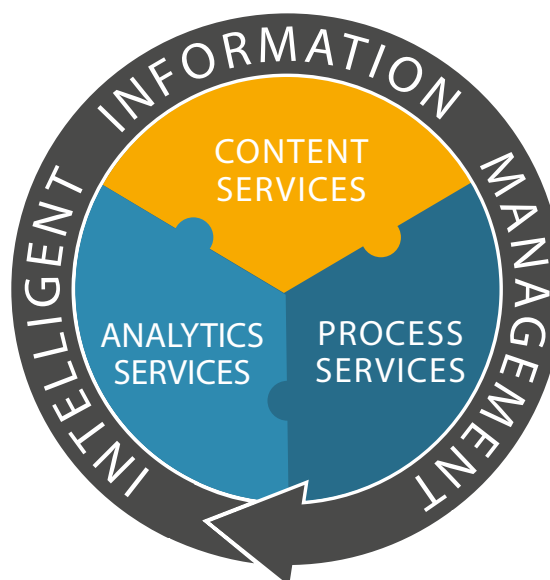 INTELLIGENT INFORMATION MANAGEMENT
CONTENT
SERVICES
ANALYTICS
SERVICES
PROCESS
SERVICES